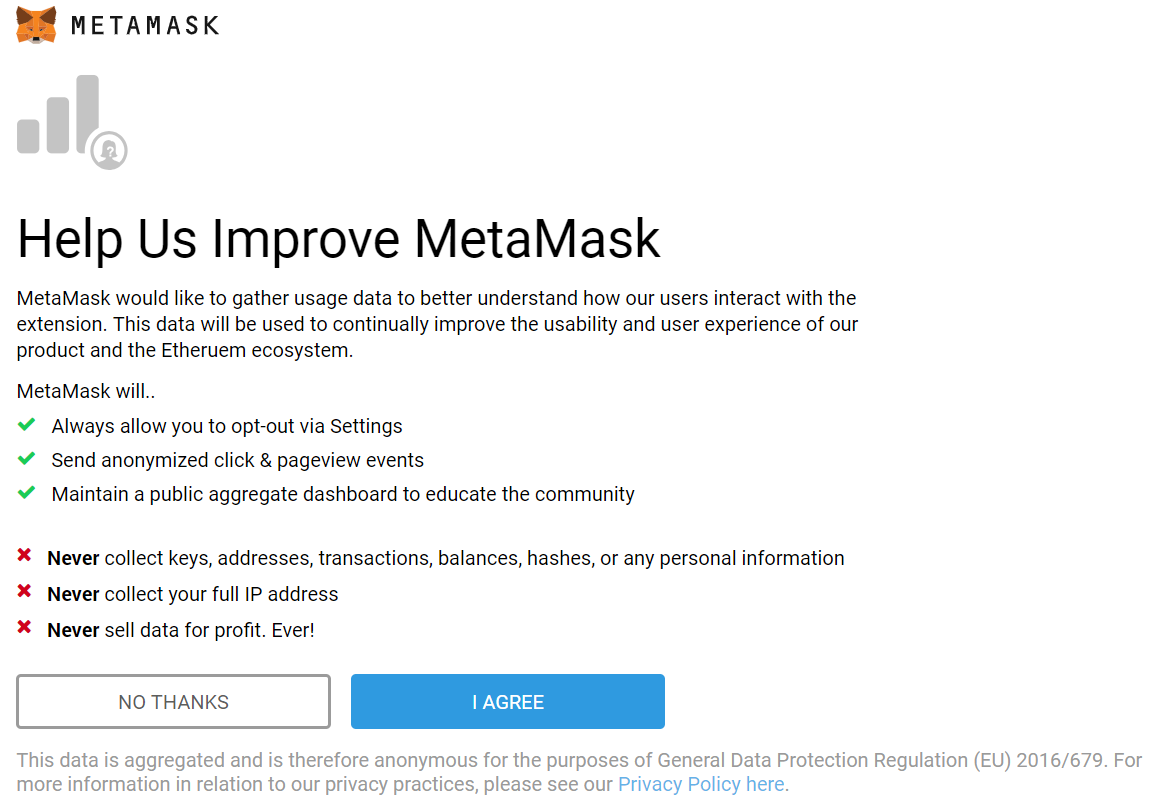 METAMASK
Help Us Improve MetaMask
MetaMask would like to gather usage data to better understand how our users interact with the
extension. This data will be used to continually improve the usability and user experience of our
product and the Etheruem ecosystem.
MetaMask will..
Always allow you to opt-out via Settings
Send anonymized click & pageview events
Maintain a public aggregate dashboard to educate the community
Never collect keys, addresses, transactions, balances, hashes, or any personal information
Never collect your full IP address
Never sell data for profit. Ever!
NO THANKS
I AGREE
This data is aggregated and is therefore anonymous for the purposes of General Data Protection Regulation (EU) 2016/679. For
more information in relation to our privacy practices, please see our Privacy Policy here.